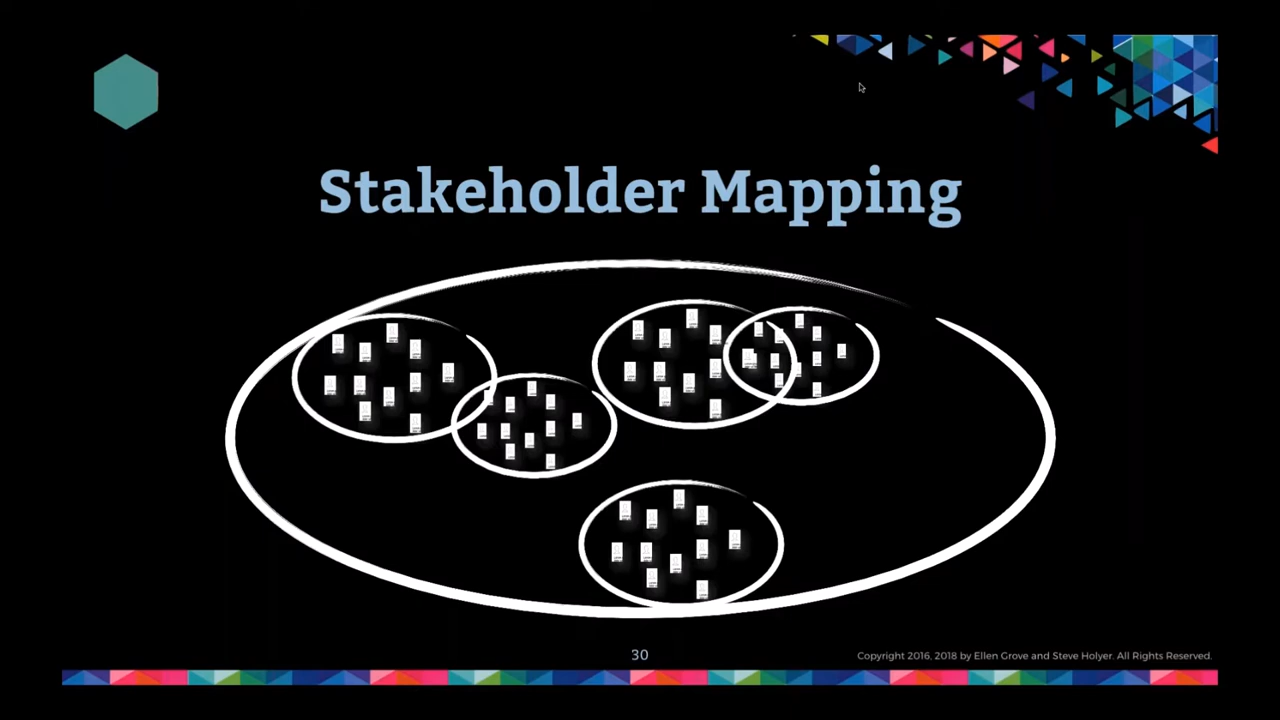 Stakeholder Mapping
30
Copyright 2016, 2018 by Ellen Grove and Steve Holyer. All Rights Reserved.